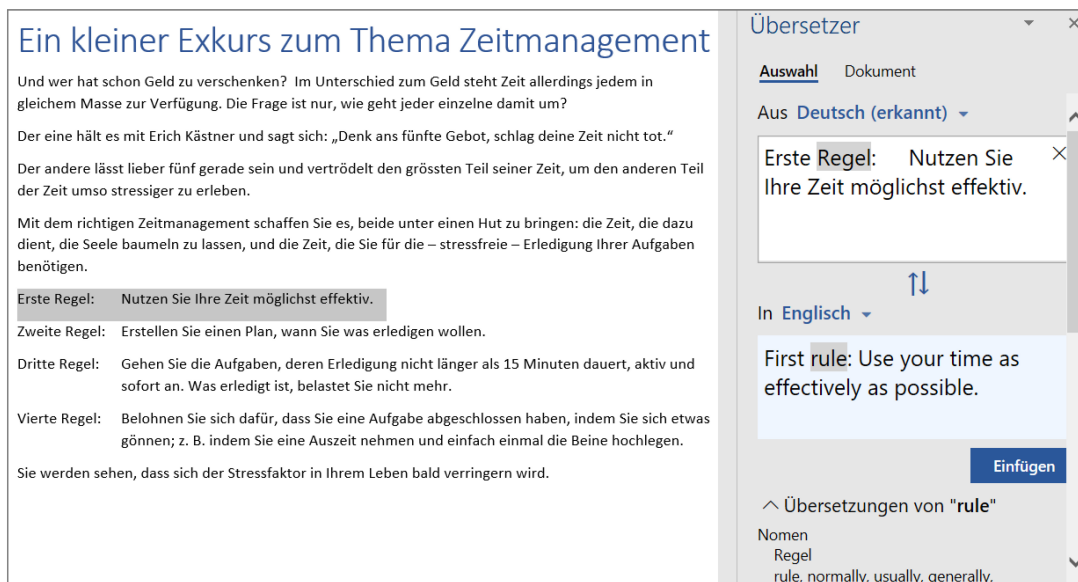 Ein kleiner Exkurs zum Thema Zeitmanagement
Und wer hat schon Geld zu verschenken?  Im Unterschied zum Geld steht Zeit allerdings jedem in
gleichem Masse zur Verfügung. Die Frage ist nur, wie geht jeder einzelne damit um?
Der eine hält es mit Erich Kästner und sagt sich: „Denk ans fünfte Gebot, schlag deine Zeit nicht tot.“
Der andere lässt lieber fünf gerade sein und vertrödelt den grössten Teil seiner Zeit, um den anderen Teil
der Zeit umso stressiger zu erleben.
Mit dem richtigen Zeitmanagement schaffen Sie es, beide unter einen Hut zu bringen: die Zeit, die dazu
dient, die Seele baumeln zu lassen, und die Zeit, die Sie für die – stressfreie – Erledigung Ihrer Aufgaben
benötigen.
Erste Regel: Nutzen Sie Ihre Zeit möglichst effektiv.
Zweite Regel: Erstellen Sie einen Plan, wann Sie was erledigen wollen.
Dritte Regel: Gehen Sie die Aufgaben, deren Erledigung nicht länger als 15 Minuten dauert, aktiv und
sofort an. Was erledigt ist, belastet Sie nicht mehr.
Vierte Regel: Belohnen Sie sich dafür, dass Sie eine Aufgabe abgeschlossen haben, indem Sie sich etwas
gönnen; z. B. indem Sie eine Auszeit nehmen und einfach einmal die Beine hochlegen.
Sie werden sehen, dass sich der Stressfaktor in Ihrem Leben bald verringern wird.
Übersetzer
Auswahl Dokument
Aus Deutsch (erkannt)
Erste Regel: Nutzen Sie
Ihre Zeit möglichst effektiv.
In Englisch
First rule: Use your time as
effectively as possible.
Einfügen
Übersetzungen von "rule"
Nomen
Regel
rule, normally, usually, generally,